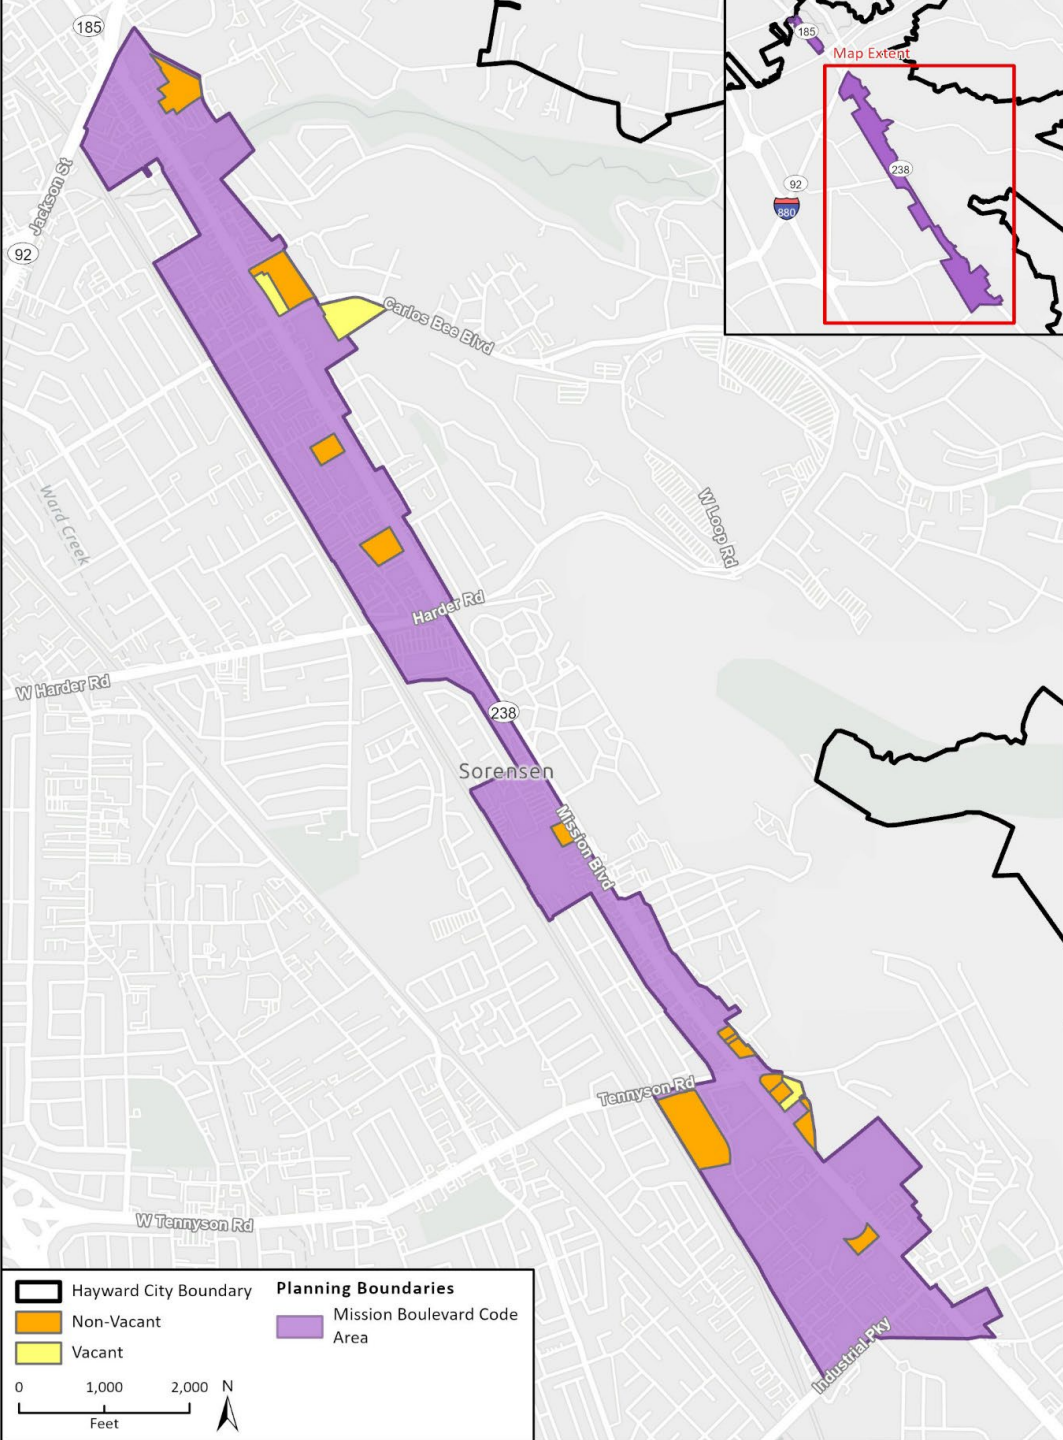 185
185
Map Extent
238
92
880
Jackson St
92
Carlos Bee Blvd
Ward Creek
W Loop Rd
Harder Rd
W Harder Rd
238
Sorensen
Mission Blvd
Tennyson Rd
W Tennyson Rd
Industrial Pky
Hayward City Boundary
Non-Vacant
Vacant
Planning Boundaries
Mission Boulevard Code
Area
0 1,000 2,000
Feet
N